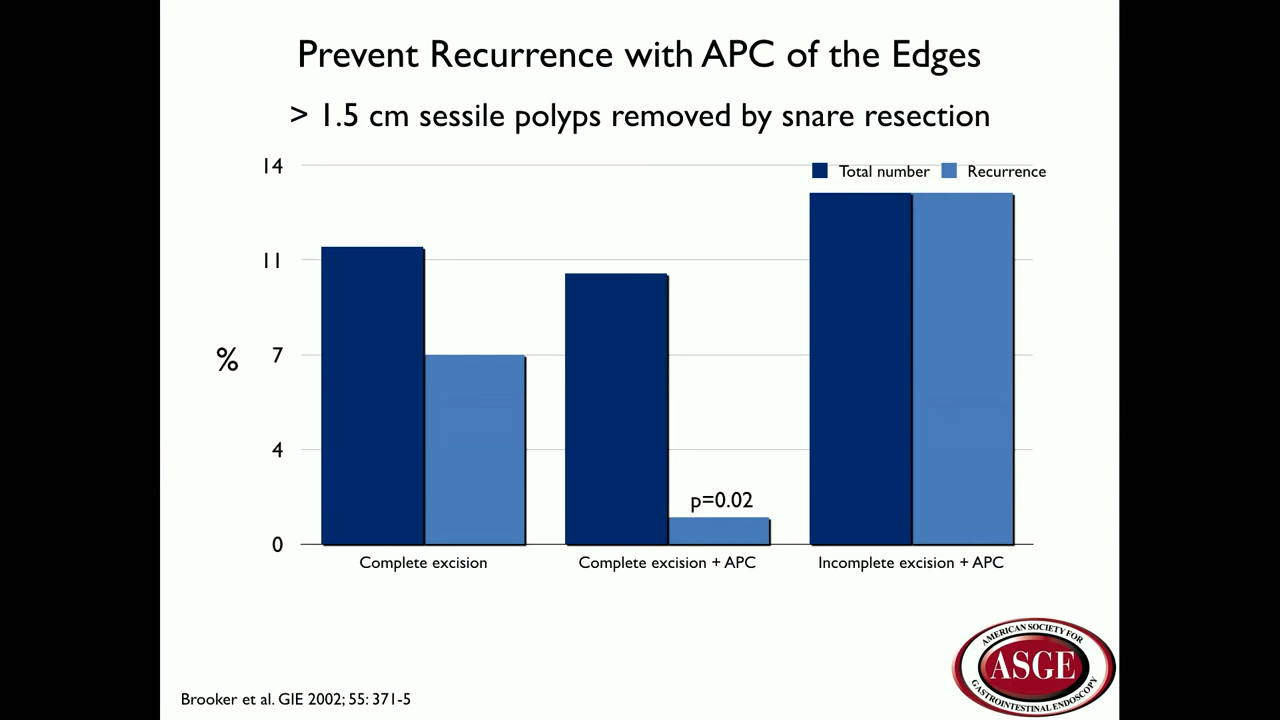 Prevent Recurrence with APC of the Edges
> 1.5 cm sessile polyps removed by snare resection
14
Total number
Recurrence
11
%
7
4
p=0.02
0
Complete excision
Complete excision + APC
Incomplete excision + APC
AMERICAN SOCIETY FOR
ASGE
GASTROINTESTINAL ENDOSCOPY
Brooker et al. GIE 2002; 55: 371-5